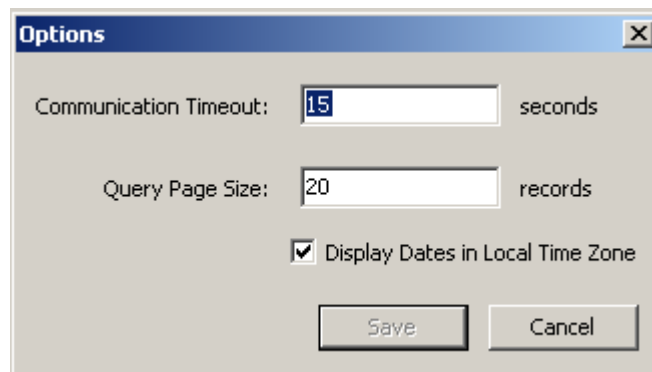 Options
Communication Timeout: 15 seconds
Query Page Size: 20 records
Display Dates in Local Time Zone
Save Cancel